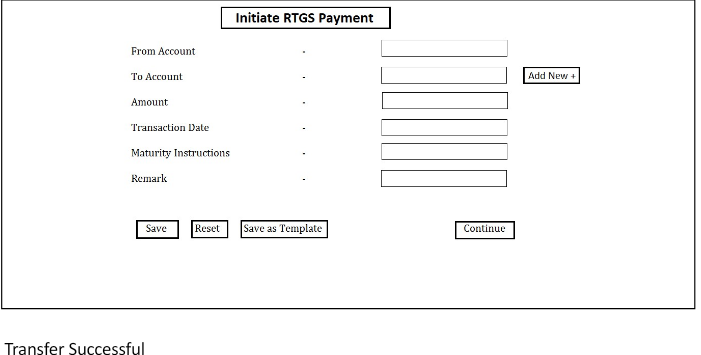 Initiate RTGS Payment
From Account -
To Account - Add New +
Amount -
Transaction Date -
Maturity Instructions -
Remark -
Save Reset Save as Template Continue
Transfer Successful